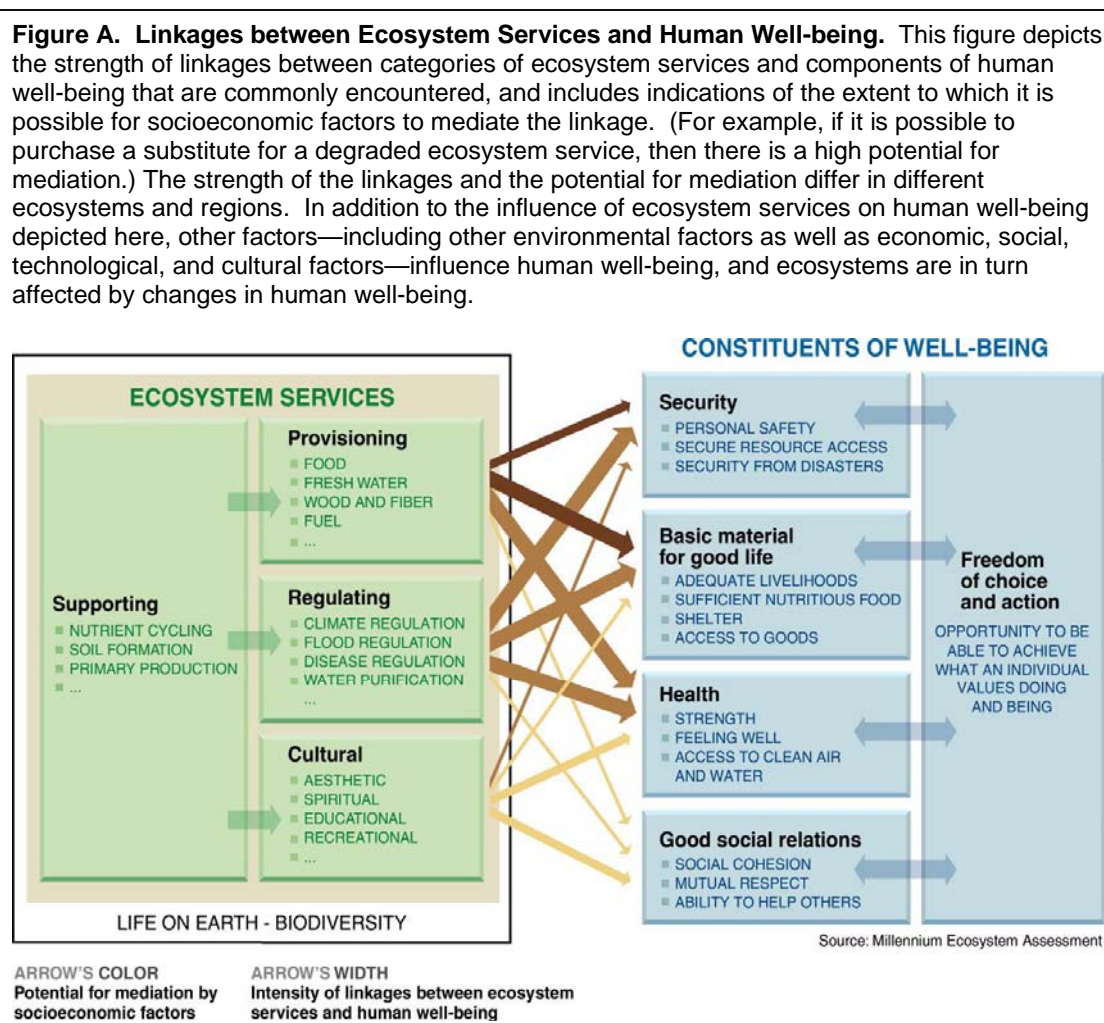 Figure A. Linkages between Ecosystem Services and Human Well-being. This figure depicts
the strength of linkages between categories of ecosystem services and components of human
well-being that are commonly encountered, and includes indications of the extent to which it is
possible for socioeconomic factors to mediate the linkage. (For example, if it is possible to
purchase a substitute for a degraded ecosystem service, then there is a high potential for
mediation.) The strength of the linkages and the potential for mediation differ in different
ecosystems and regions. In addition to the influence of ecosystem services on human well-being
depicted here, other factors—including other environmental factors as well as economic, social,
technological, and cultural factors—influence human well-being, and ecosystems are in turn
affected by changes in human well-being.
ECOSYSTEM SERVICES
Supporting
NUTRIENT CYCLING
SOIL FORMATION
PRIMARY PRODUCTION
...
Provisioning
FOOD
FRESH WATER
WOOD AND FIBER
FUEL
...
Regulating
CLIMATE REGULATION
FLOOD REGULATION
DISEASE REGULATION
WATER PURIFICATION
...
Cultural
AESTHETIC
SPIRITUAL
EDUCATIONAL
RECREATIONAL
...
LIFE ON EARTH - BIODIVERSITY
CONSTITUENTS OF WELL-BEING
Security
PERSONAL SAFETY
SECURE RESOURCE ACCESS
SECURITY FROM DISASTERS
Basic material
for good life
ADEQUATE LIVELIHOODS
SUFFICIENT NUTRITIOUS FOOD
SHELTER
ACCESS TO GOODS
Health
STRENGTH
FEELING WELL
ACCESS TO CLEAN AIR
AND WATER
Good social relations
SOCIAL COHESION
MUTUAL RESPECT
ABILITY TO HELP OTHERS
Freedom
of choice
and action
OPPORTUNITY TO BE
ABLE TO ACHIEVE
WHAT AN INDIVIDUAL
VALUES DOING
AND BEING
Source: Millennium Ecosystem Assessment
ARROW'S COLOR
Potential for mediation by
socioeconomic factors
ARROW'S WIDTH
Intensity of linkages between ecosystem
services and human well-being